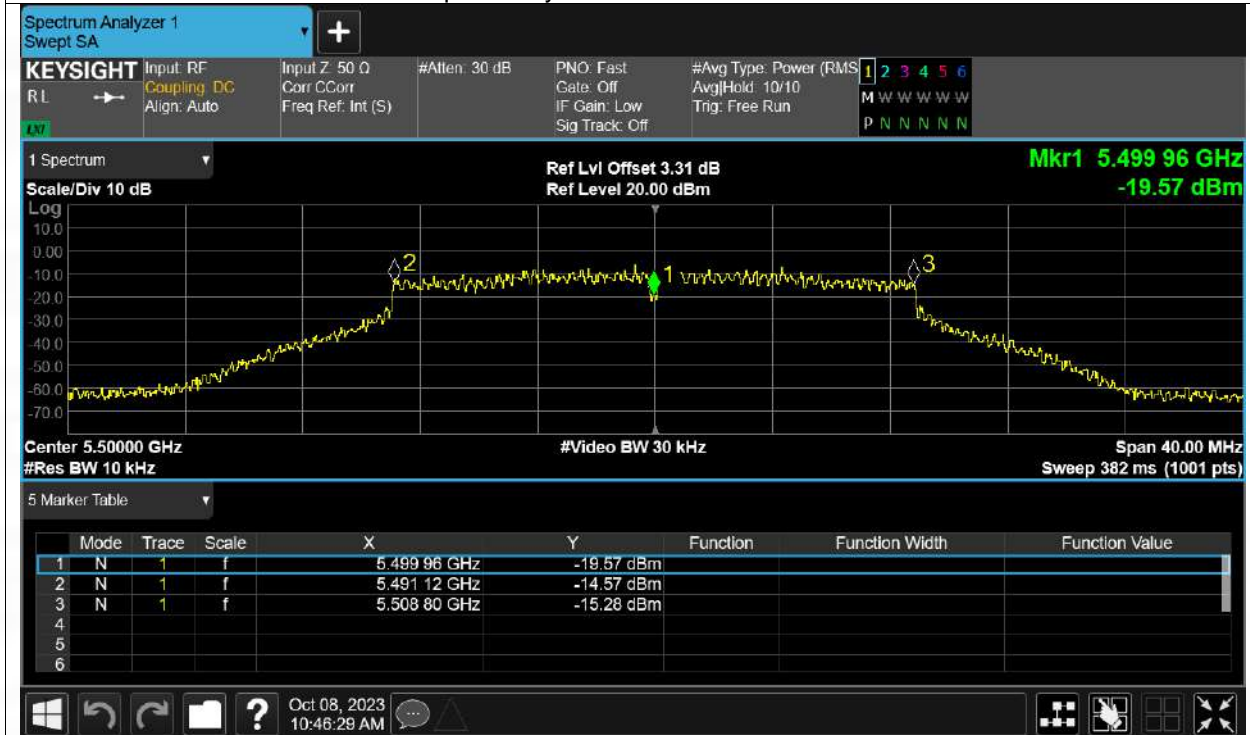 Spectrum Analyzer 1
Swept SA
+
KEYSIGHT Input: RF Input Z: 50 Ω #Atten: 30 dB PNO: Fast #Avg Type: Power (RMS 1 2 3 4 5 6
RL Coupling: DC Corr CCorr Gate: Off Avg|Hold: 10/10 M W W W W W
Align: Auto Freq Ref: Int (S) IF Gain: Low Trig: Free Run P N N N N N
LXI Sig Track: Off
1 Spectrum Ref Lvl Offset 3.31 dB Mkr1 5.499 96 GHz
Scale/Div 10 dB Ref Level 20.00 dBm -19.57 dBm
Log
10.0
0.00
-10.0
-20.0
-30.0
-40.0
-50.0
-60.0
-70.0
2
1
3
Center 5.50000 GHz #Video BW 30 kHz Span 40.00 MHz
#Res BW 10 kHz Sweep 382 ms (1001 pts)
5 Marker Table
Mode Trace Scale X Y Function Function Width Function Value
1 N 1 f 5.499 96 GHz -19.57 dBm
2 N 1 f 5.491 12 GHz -14.57 dBm
3 N 1 f 5.508 80 GHz -15.28 dBm
4
5
6
? Oct 08, 2023
10:46:29 AM